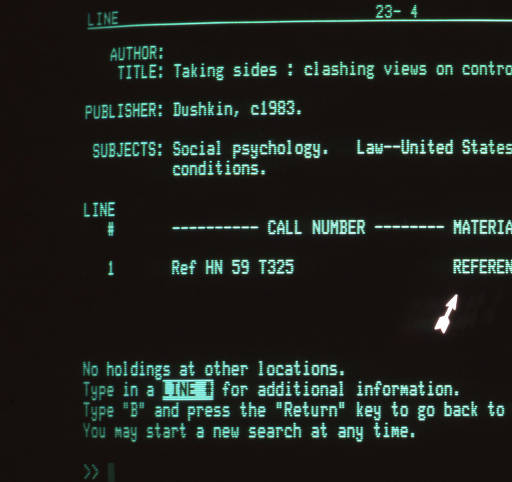 LINE 23- 4
AUTHOR:
TITLE: Taking sides : clashing views on contro
PUBLISHER: Dushkin, c1983.
SUBJECTS: Social psychology. Law--United States
conditions.
LINE
# ---------- CALL NUMBER -------- MATERIA
1 Ref HN 59 T325 REFEREN
No holdings at other locations.
Type in a LINE # for additional information.
Type "B" and press the "Return" key to go back to
You may start a new search at any time.
>>